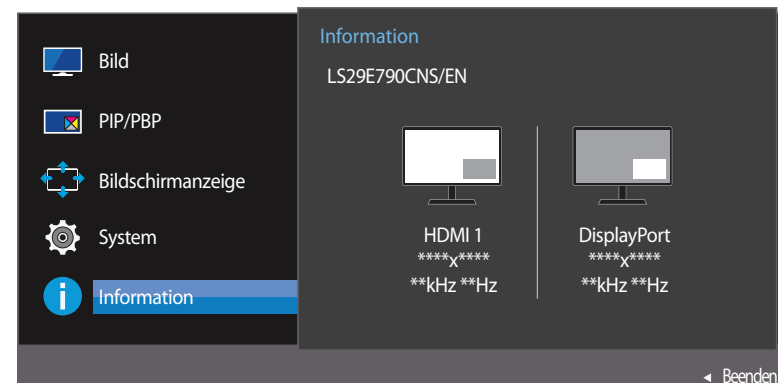 Bild
PIP/PBP
Bildschirmanzeige
System
Information
Information
LS29E790CNS/EN
HDMI 1
****x****
**kHz **Hz
DisplayPort
****x****
**kHz **Hz
◄ Beenden